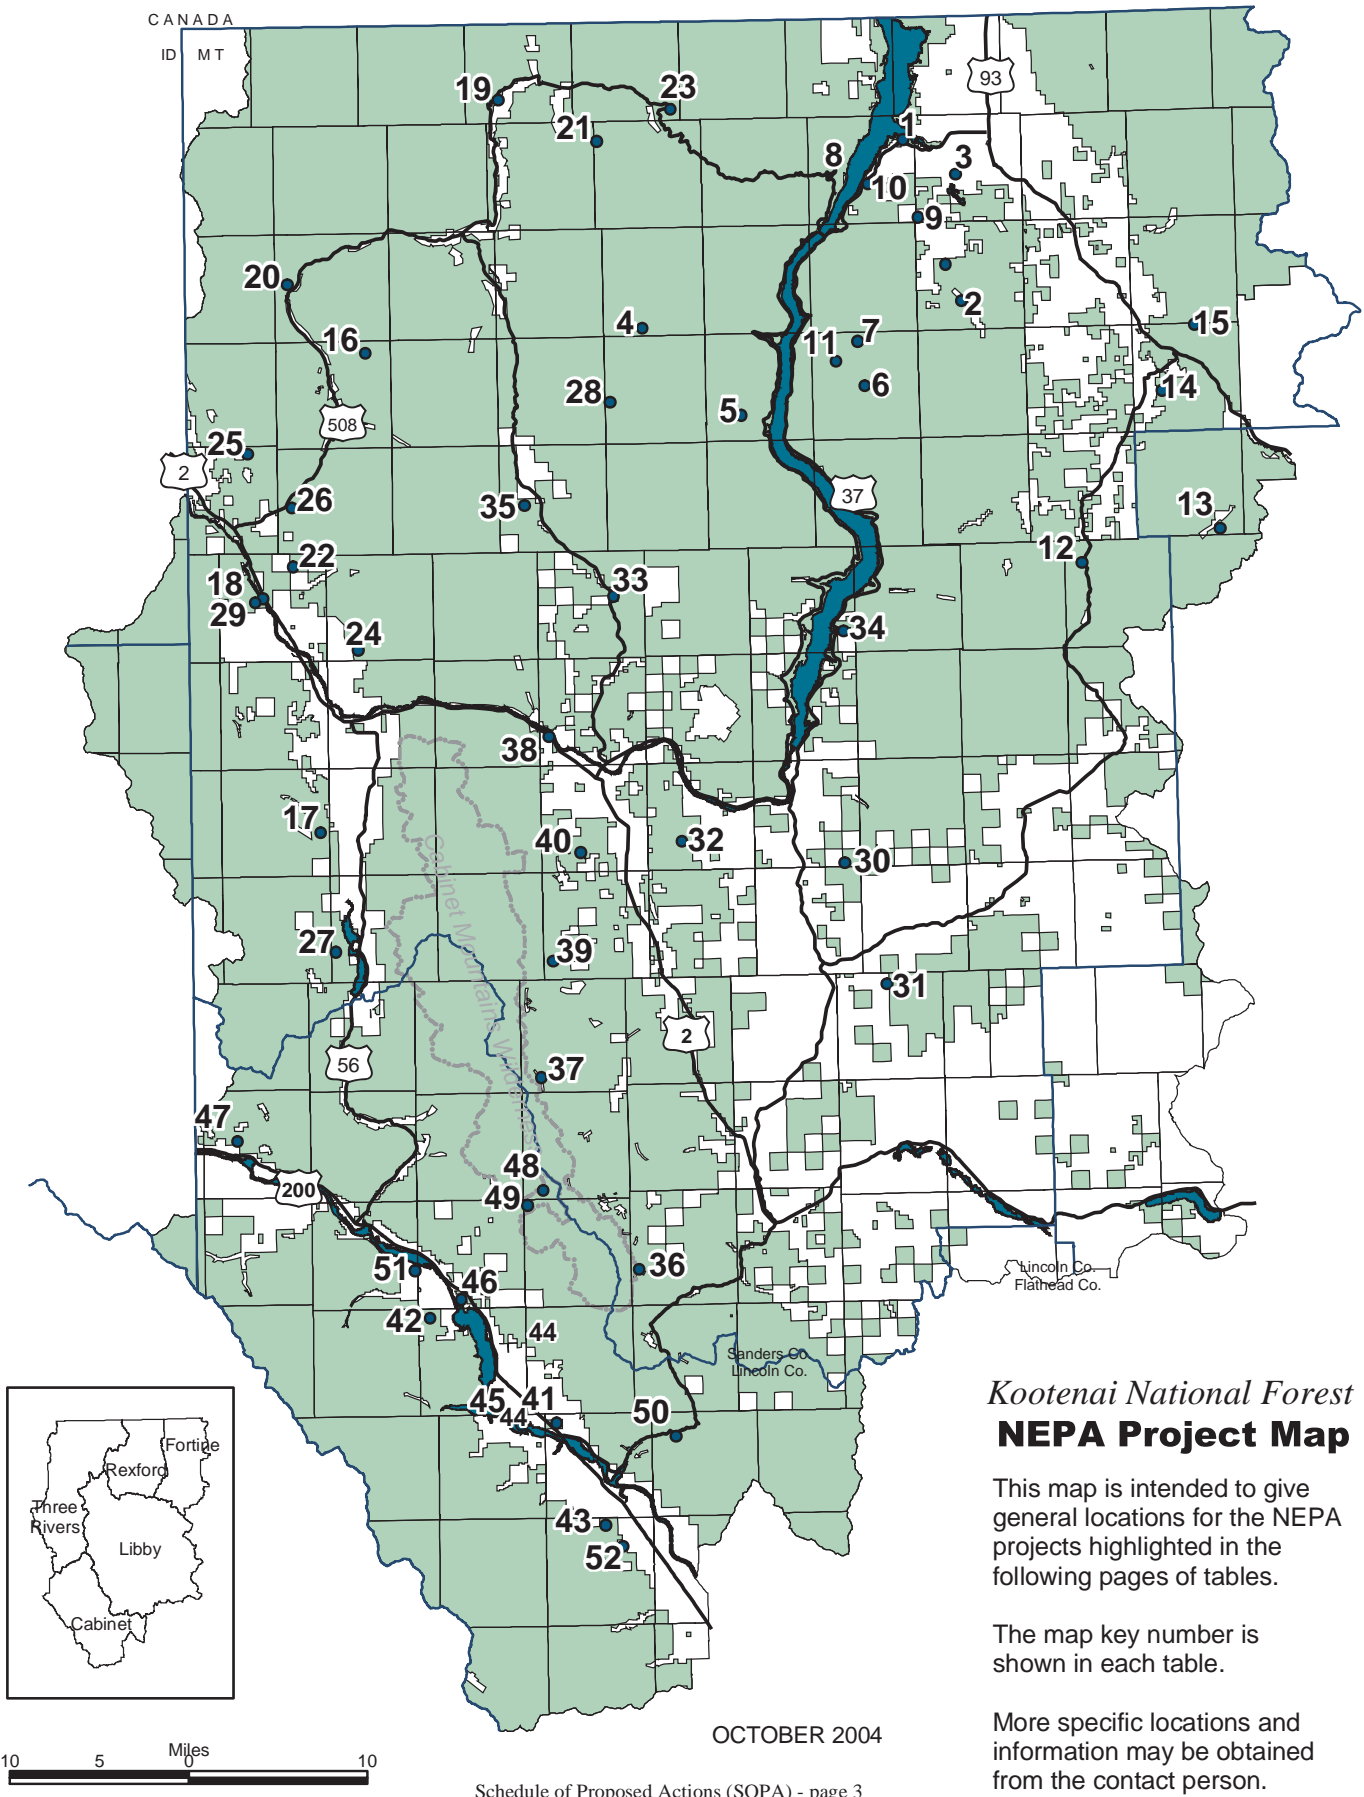 CANADA
ID MT
93
19
23
21
1
8
3
10
9
20
2
4
15
16
7
11
6
14
28
5
508
25
2
37
26
35
13
12
22
18
33
29
34
24
38
17
40
32
30
Cabinet Mountains Wilderness
27
39
31
2
56
37
47
48
200
49
36
51
46
Lincoln Co.
Flathead Co.
42
44
Sanders Co.
Lincoln Co.
45
41
44
50
43
52
Kootenai National Forest
NEPA Project Map
This map is intended to give
general locations for the NEPA
projects highlighted in the
following pages of tables.
The map key number is
shown in each table.
More specific locations and
information may be obtained
from the contact person.
Fortine
Rexford
Three
Rivers
Libby
Cabinet
OCTOBER 2004
Miles
10 5 0 10
Schedule of Proposed Actions (SOPA) - page 3